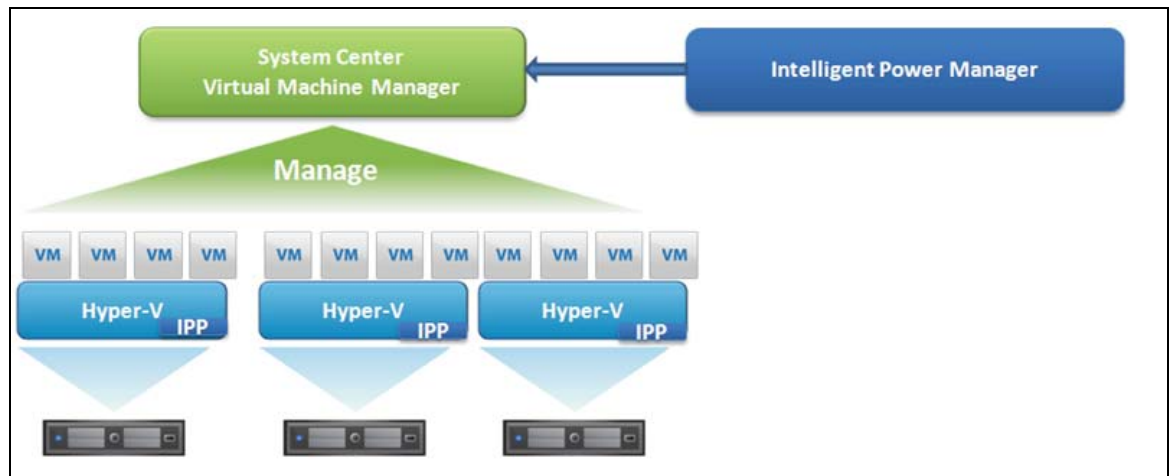 System Center
Virtual Machine Manager
Intelligent Power Manager
Manage
VM VM VM VM VM VM VM VM VM VM VM VM
Hyper-V Hyper-V Hyper-V
IPP IPP IPP